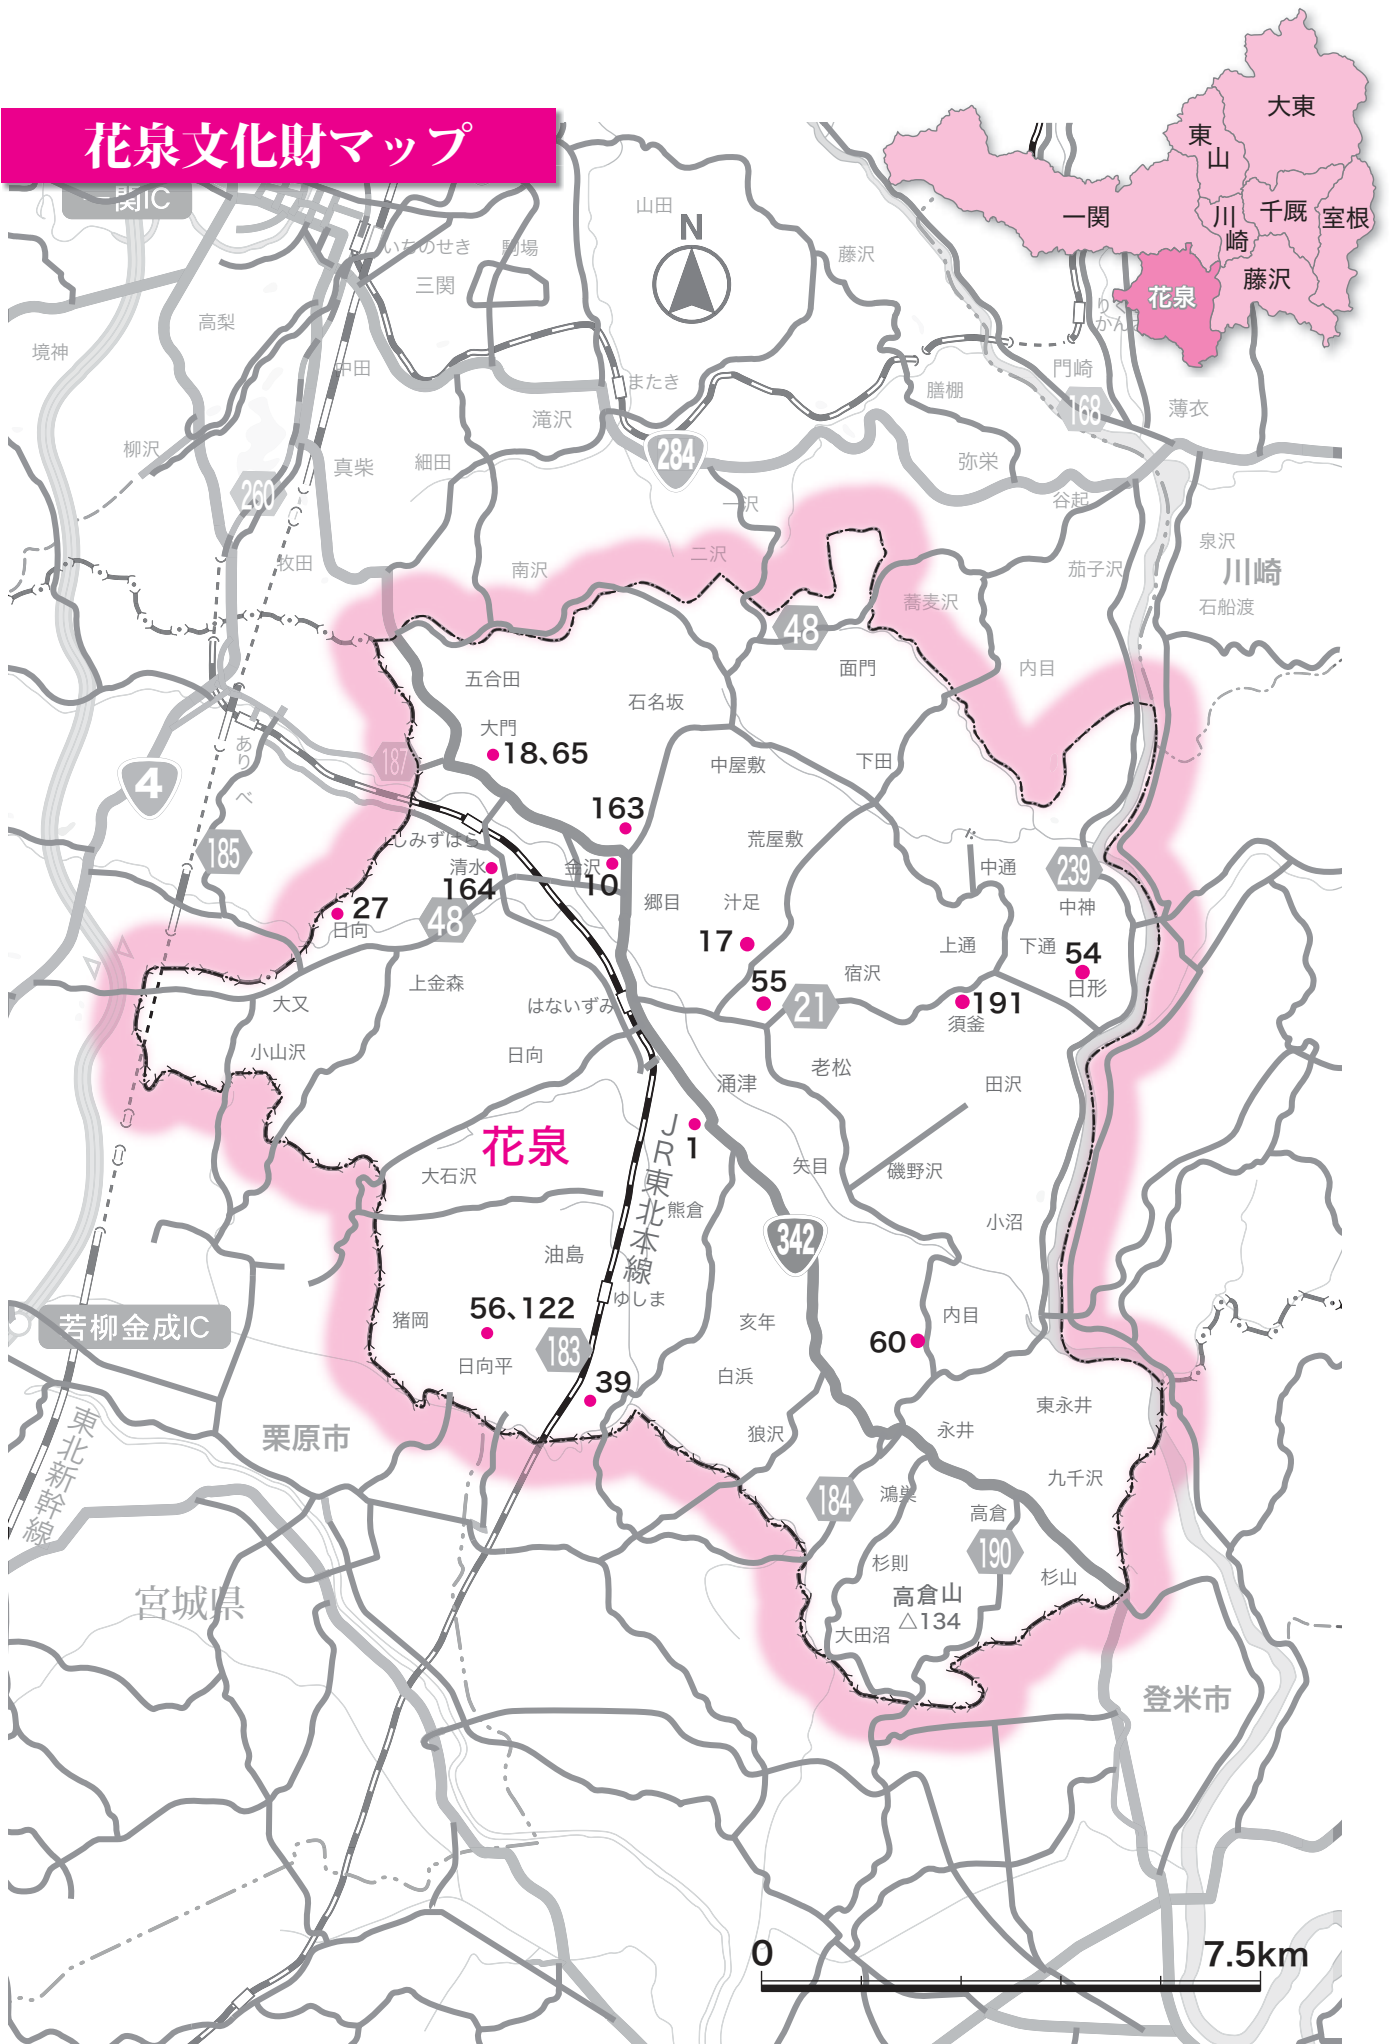 花泉文化財マップ
大東
東山
一関
川崎
千厩
室根
藤沢
花泉
一関IC
いちのせき
駒場
山田
N
藤沢
三関
高梨
境神
中田
またき
膳棚
門崎
168
薄衣
滝沢
柳沢
真柴
細田
284
弥栄
260
一沢
谷起
牧田
南沢
二沢
茄子沢
泉沢
川崎
石船渡
蕎麦沢
48
面門
内目
五合田
石名坂
大門
18、65
ありべ
187
中屋敷
下田
4
163
しみずはら
荒屋敷
185
清水
164
金沢
10
中通
239
27
日向
48
郷目
汁足
中神
17
上通
下通
54
日形
上金森
55
宿沢
21
191
須釜
大又
はないずみ
小山沢
日向
涌津
老松
田沢
花泉
1
JR東北本線
矢目
磯野沢
大石沢
熊倉
小沼
342
油島
ゆしま
56、122
猪岡
183
日向平
亥年
内目
60
若柳金成IC
39
白浜
東永井
栗原市
狼沢
永井
東北新幹線
九千沢
184
鴻巣
高倉
190
杉則
杉山
高倉山
△134
宮城県
大田沼
登米市
0
7.5km